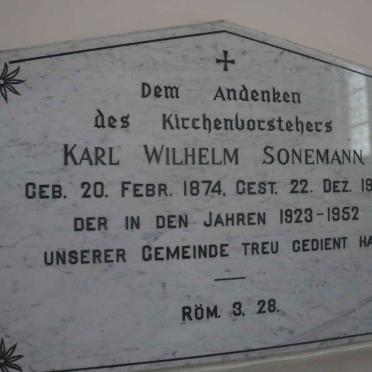 Dem Andenken
des Kirchenvorstehers
KARL WILHELM SONEMANN,
GEB. 20. FEBR. 1874, GEST. 22. DEZ.
DER IN DEN JAHREN 1923-1952
UNSERER GEMEINDE TREU GEDIENT
RÖM. 3, 28.